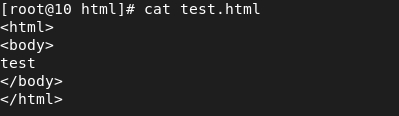 [root@10 html]# cat test.html
<html>
<body>
test
</body>
</html>